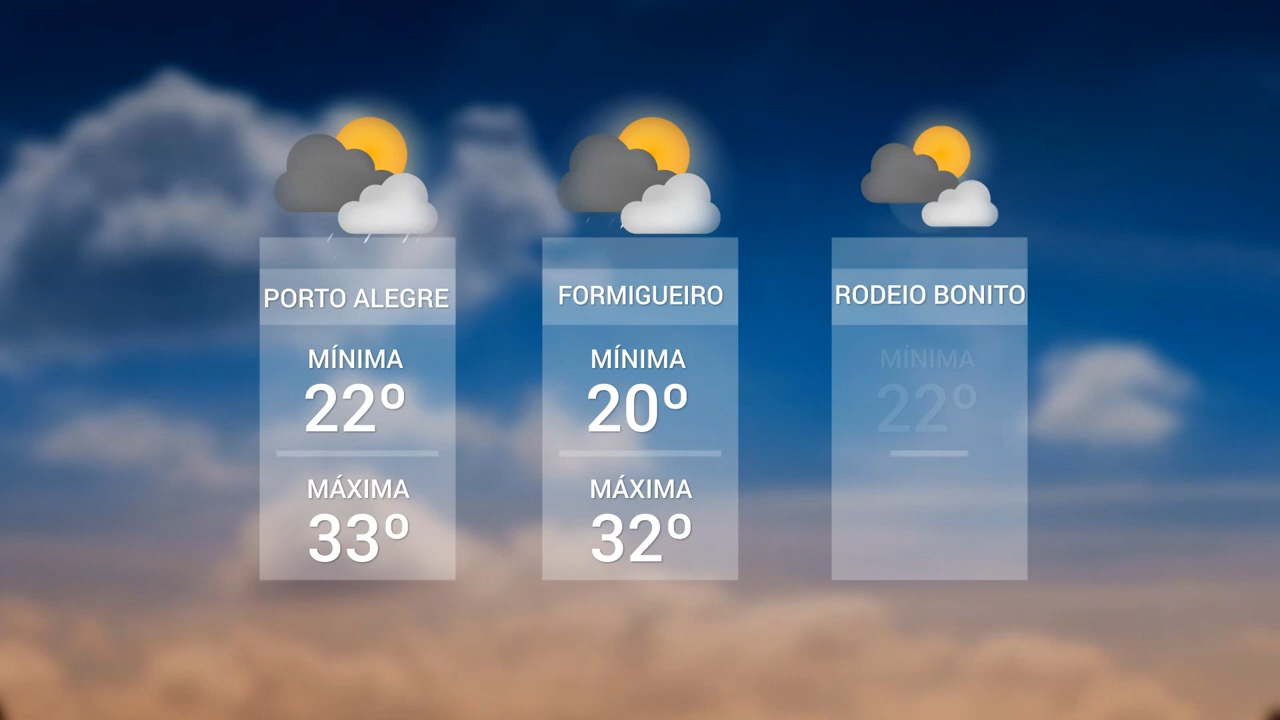 PORTO ALEGRE
MÍNIMA
22º
MÁXIMA
33º
FORMIGUEIRO
MÍNIMA
20º
MÁXIMA
32º
RODEIO BONITO
MÍNIMA
22º